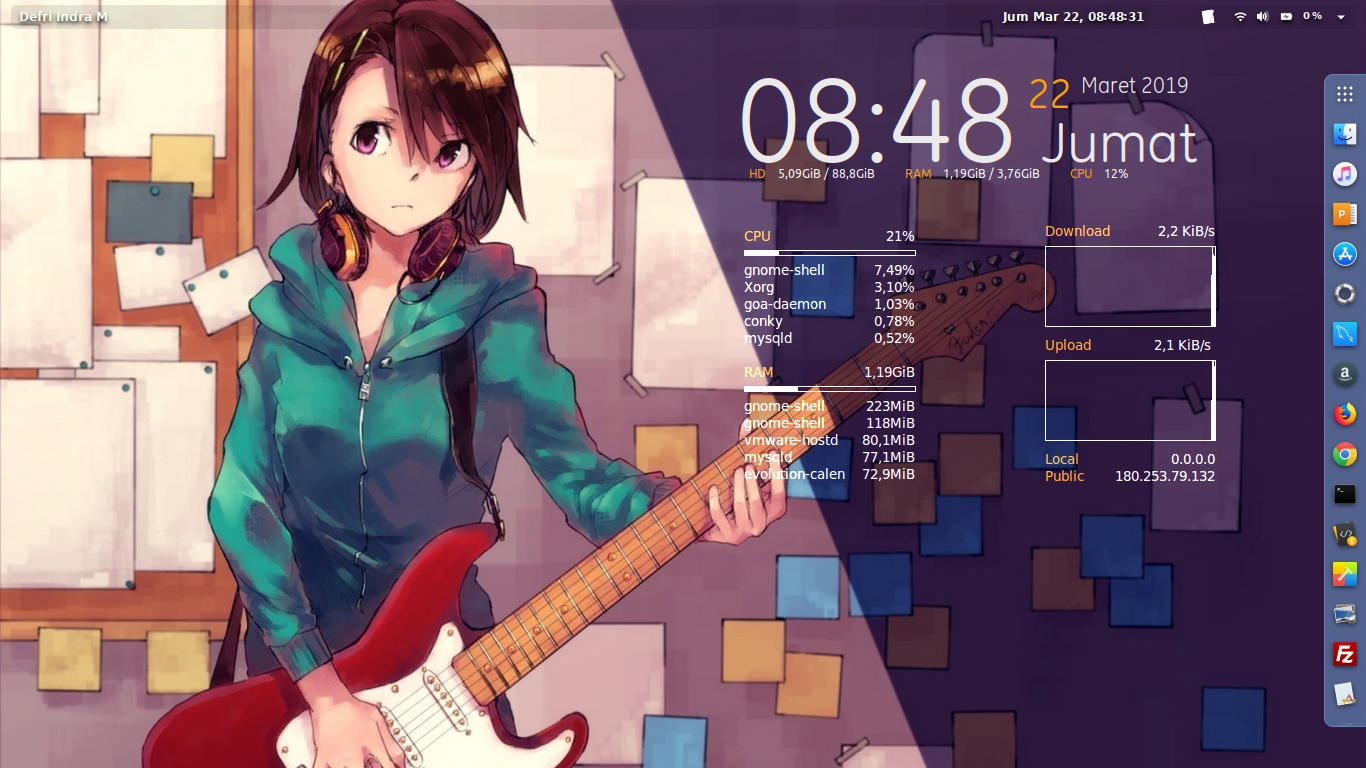 Defri Indra M
Jum Mar 22, 08:48:31
0 %
08:48
22 Maret 2019
Jumat
HD 5,09GiB / 88,8GiB RAM 1,19GiB / 3,76GiB CPU 12%
CPU 21%
gnome-shell 7,49%
Xorg 3,10%
goa-daemon 1,03%
conky 0,78%
mysqld 0,52%
RAM 1,19GiB
gnome-shell 223MiB
gnome-shell 118MiB
vmware-hostd 80,1MiB
mysqld 77,1MiB
evolution-calen 72,9MiB
Download 2,2 KiB/s
Upload 2,1 KiB/s
Local 0.0.0.0
Public 180.253.79.132